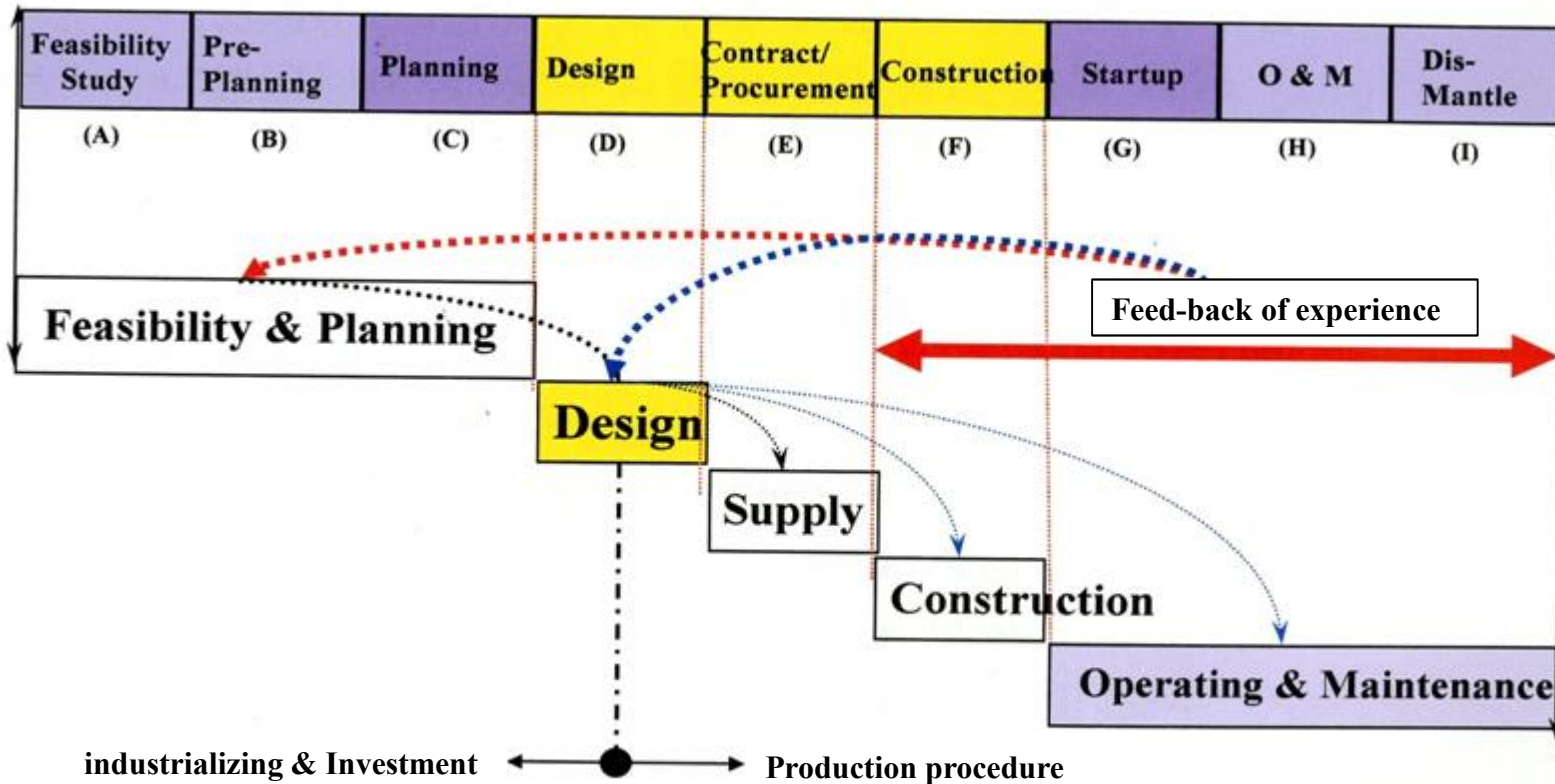 Feasibility
Study
Pre-
Planning
Planning
Design
Contract/
Procurement
Construction
Startup
O & M
Dis-
Mantle
(A)
(B)
(C)
(D)
(E)
(F)
(G)
(H)
(I)
Feed-back of experience
Feasibility & Planning
Design
Supply
Construction
Operating & Maintenance
industrializing & Investment
Production procedure